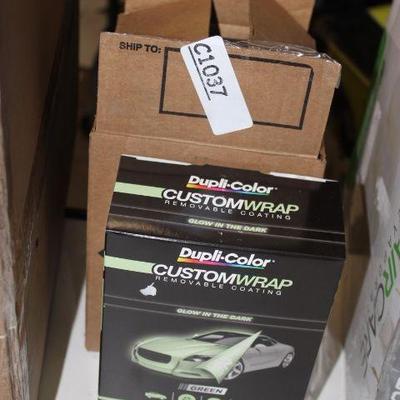 SHIP TO:
C1037
Dupli-Color
CUSTOMWRAP
REMOVABLE COATING
GLOW IN THE DARK
Dupli-Color
CUSTOMWRAP
REMOVABLE COATING
GLOW IN THE DARK
GREEN